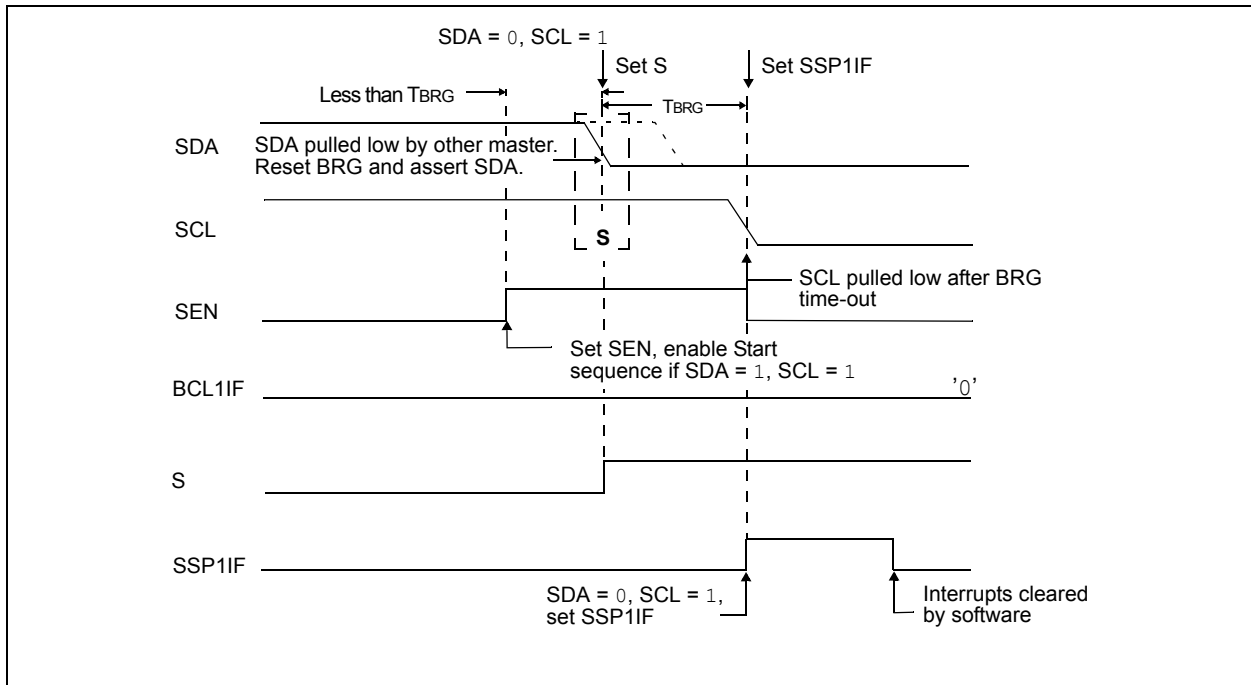 SDA = 0, SCL = 1
Set S
Set SSP1IF
Less than TBRG
TBRG
SDA
SDA pulled low by other master.
Reset BRG and assert SDA.
SCL
S
SEN
SCL pulled low after BRG
time-out
Set SEN, enable Start
sequence if SDA = 1, SCL = 1
BCL1IF
'0'
S
SSP1IF
SDA = 0, SCL = 1,
set SSP1IF
Interrupts cleared
by software